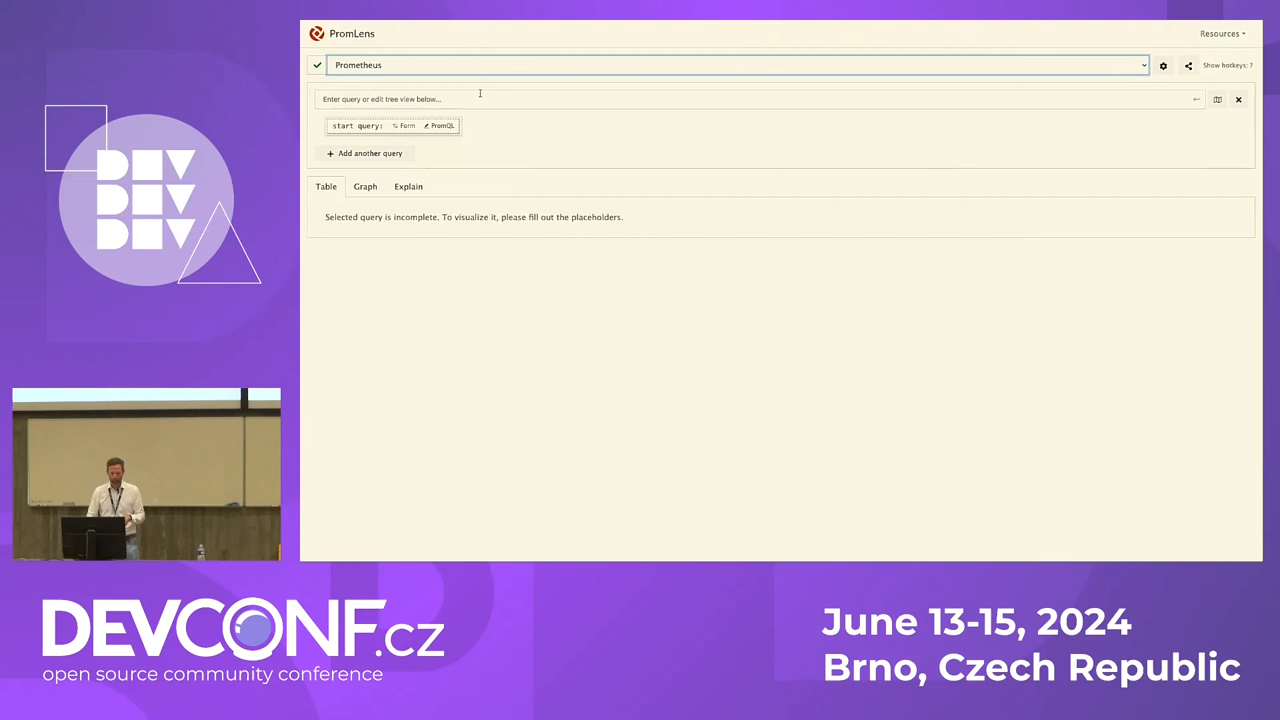 PromLens
Resources
Prometheus
Show hotkeys: ?
Enter query or edit tree view below...
start query: Form PromQL
+ Add another query
Table Graph Explain
Selected query is incomplete. To visualize it, please fill out the placeholders.
DEV
DEV
DEV
DEVCONF.cz
open source community conference
June 13-15, 2024
Brno, Czech Republic